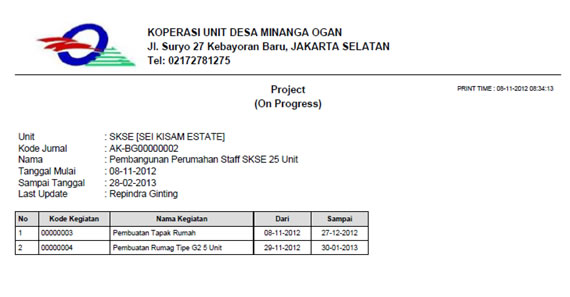 KOPERASI UNIT DESA MINANGA OGAN
Jl. Suryo 27 Kebayoran Baru, JAKARTA SELATAN
Tel: 02172781275
Project
(On Progress)
PRINT TIME : 08-11-2012 08:34:13
Unit : SKSE [SEI KISAM ESTATE]
Kode Jurnal : AK-BG00000002
Nama : Pembangunan Perumahan Staff SKSE 25 Unit
Tanggal Mulai : 08-11-2012
Sampai Tanggal : 28-02-2013
Last Update : Repindra Ginting
No Kode Kegiatan Nama Kegiatan Dari Sampai
1 00000003 Pembuatan Tapak Rumah 08-11-2012 27-12-2012
2 00000004 Pembuatan Rumag Tipe G2 5 Unit 29-11-2012 30-01-2013